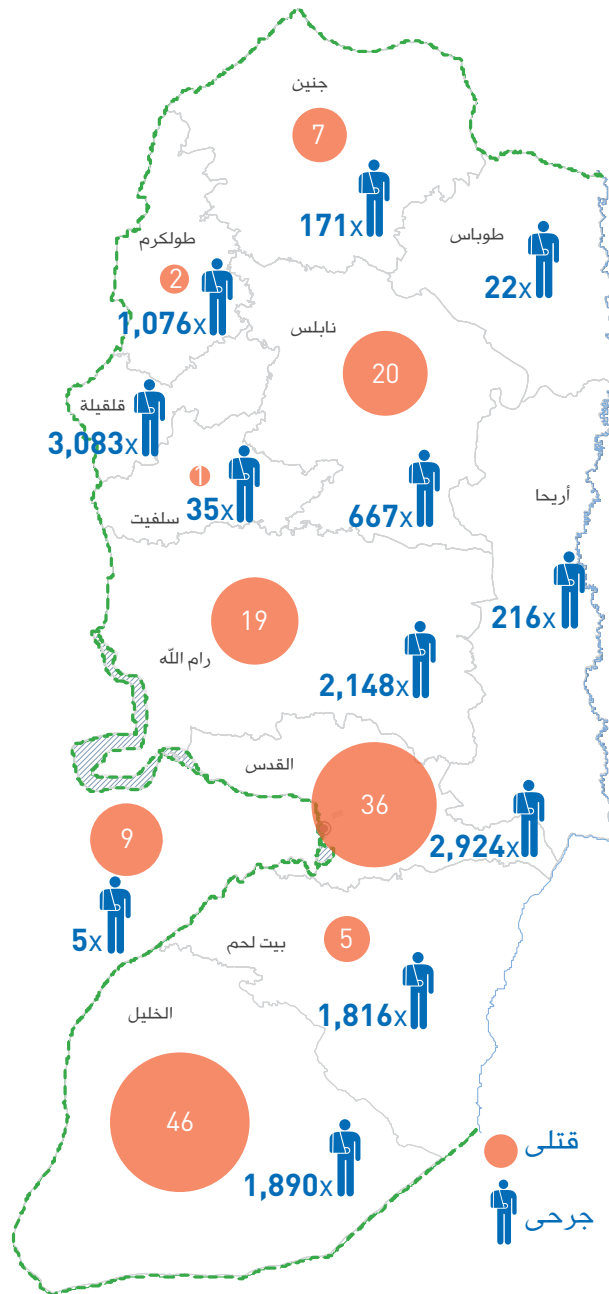 جنين
7
171x
طوباس
22x
طولكرم
2
1,076x
نابلس
20
667x
قلقيلة
3,083x
1
35x
سلفيت
أريحا
216x
19
رام الله
2,148x
القدس
36
2,924x
9
5x
بيت لحم
5
1,816x
الخليل
46
1,890x
قتلى
جرحى